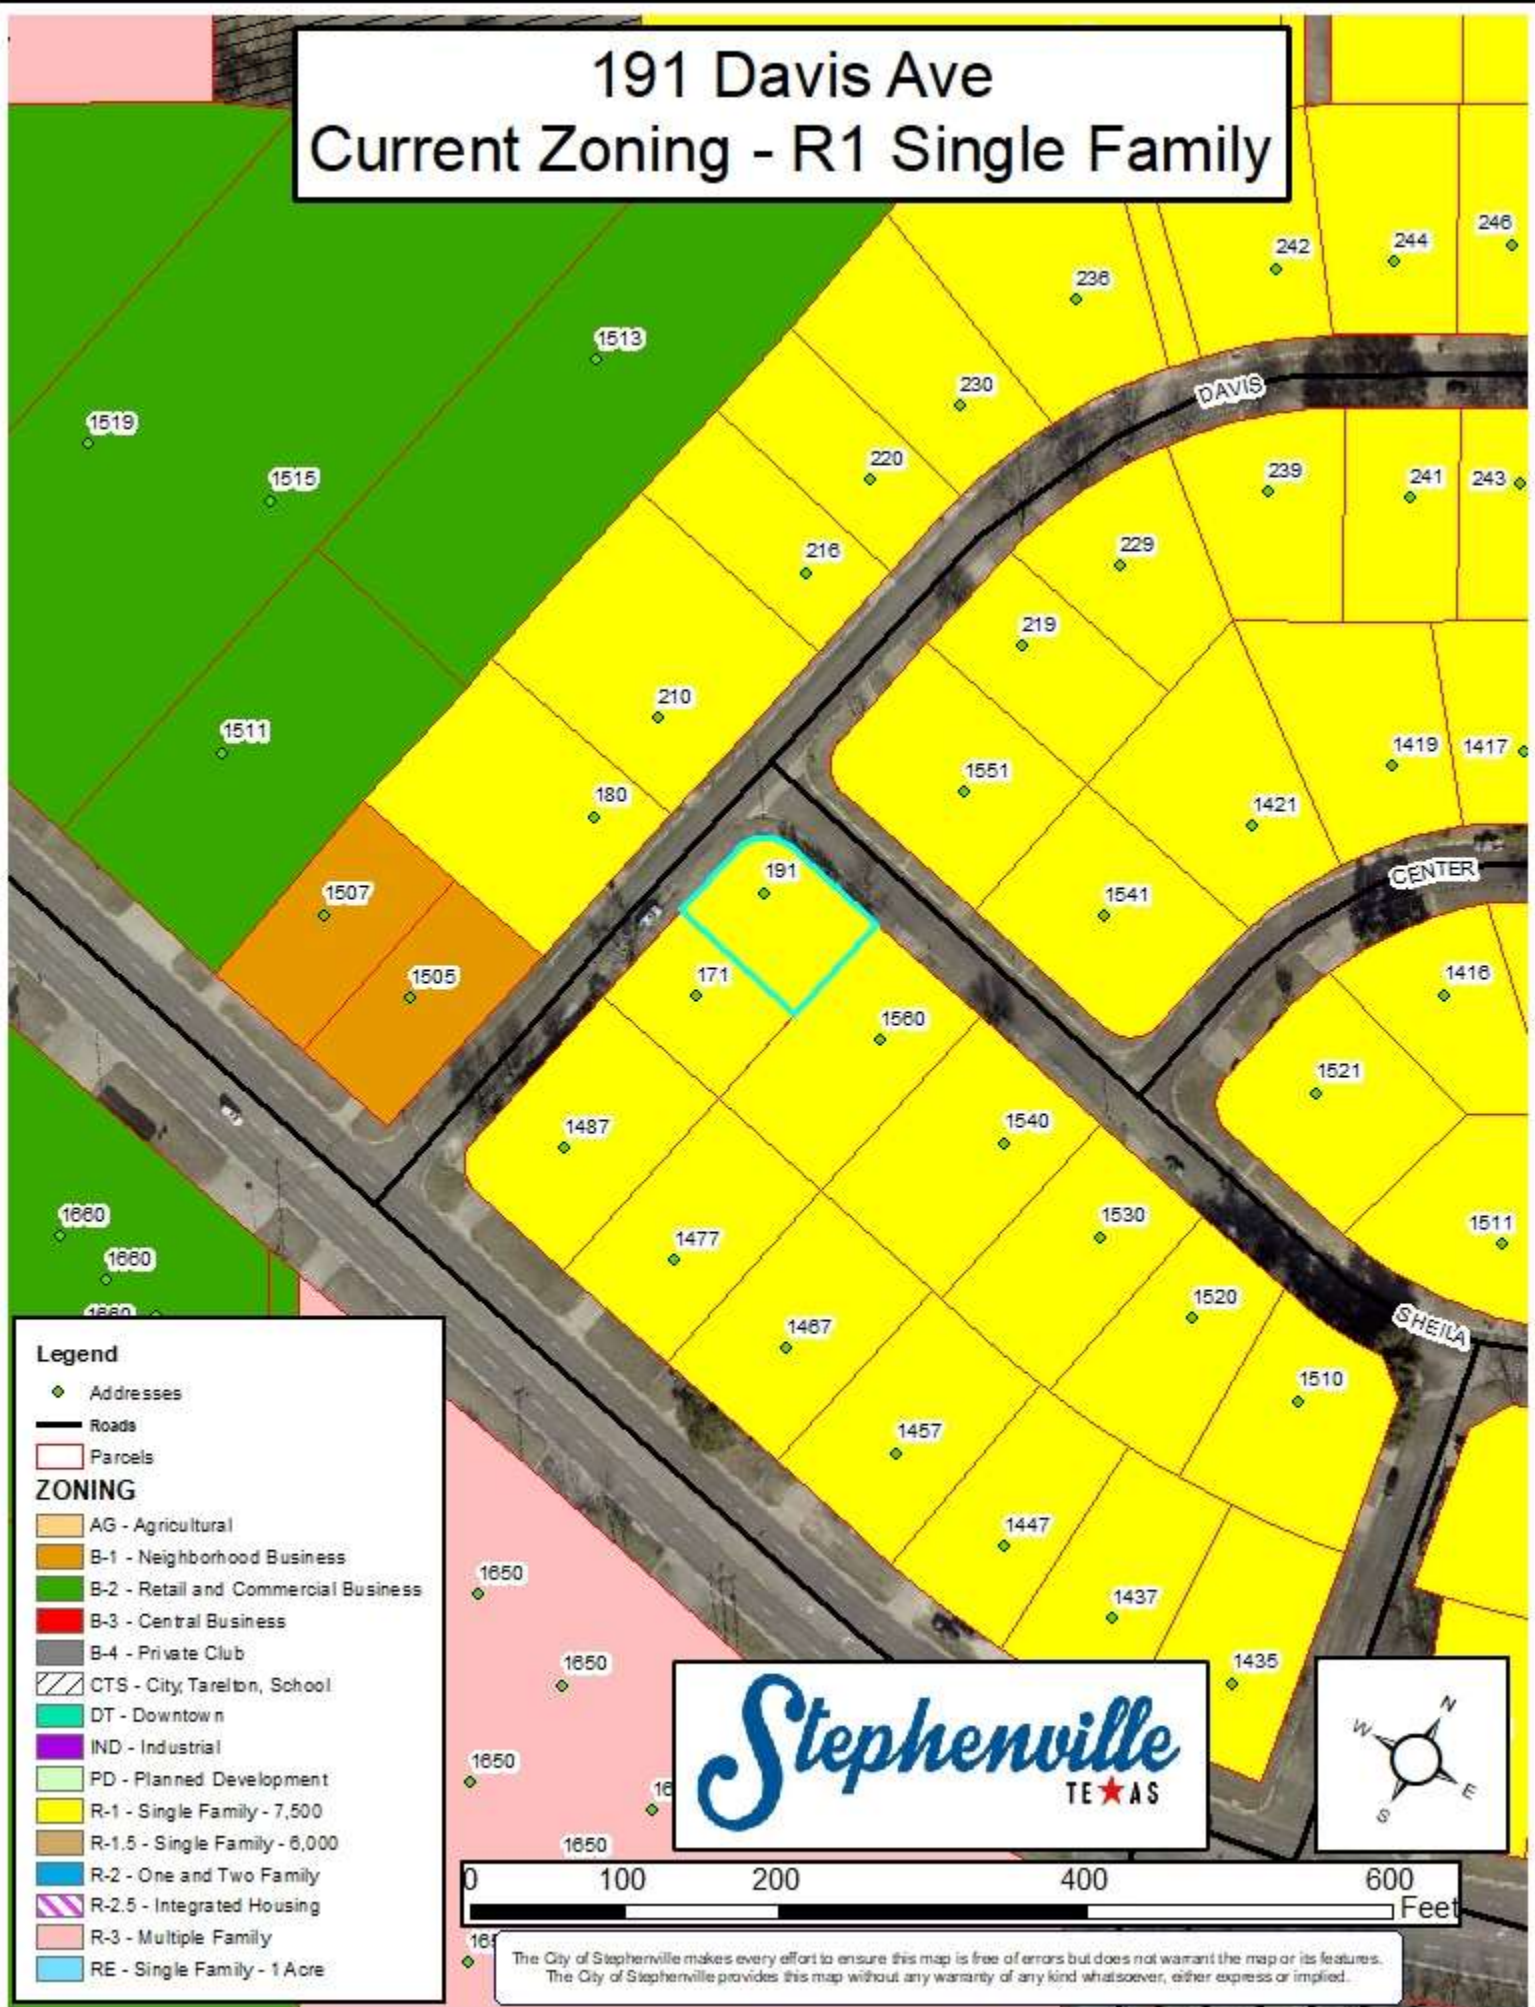 191 Davis Ave
Current Zoning - R1 Single Family
246
242
244
236
1513
230
DAVIS
1519
220
239
241
243
1515
216
229
219
210
1511
1551
1419
1417
180
1421
CENTER
191
1507
1541
171
1505
1416
1560
1521
1487
1540
1660
1530
1511
1477
1660
1520
1660
SHEILA
1467
1510
1457
1447
1650
1437
1650
1435
1650
1650
Legend
Addresses
Roads
Parcels
ZONING
AG - Agricultural
B-1 - Neighborhood Business
B-2 - Retail and Commercial Business
B-3 - Central Business
B-4 - Private Club
CTS - City, Tarelton, School
DT - Downtown
IND - Industrial
PD - Planned Development
R-1 - Single Family - 7,500
R-1.5 - Single Family - 6,000
R-2 - One and Two Family
R-2.5 - Integrated Housing
R-3 - Multiple Family
RE - Single Family - 1 Acre
Stephenville
TEXAS
N
W
E
S
0 100 200 400 600
Feet
The City of Stephenville makes every effort to ensure this map is free of errors but does not warrant the map or its features.
The City of Stephenville provides this map without any warranty of any kind whatsoever, either express or implied.